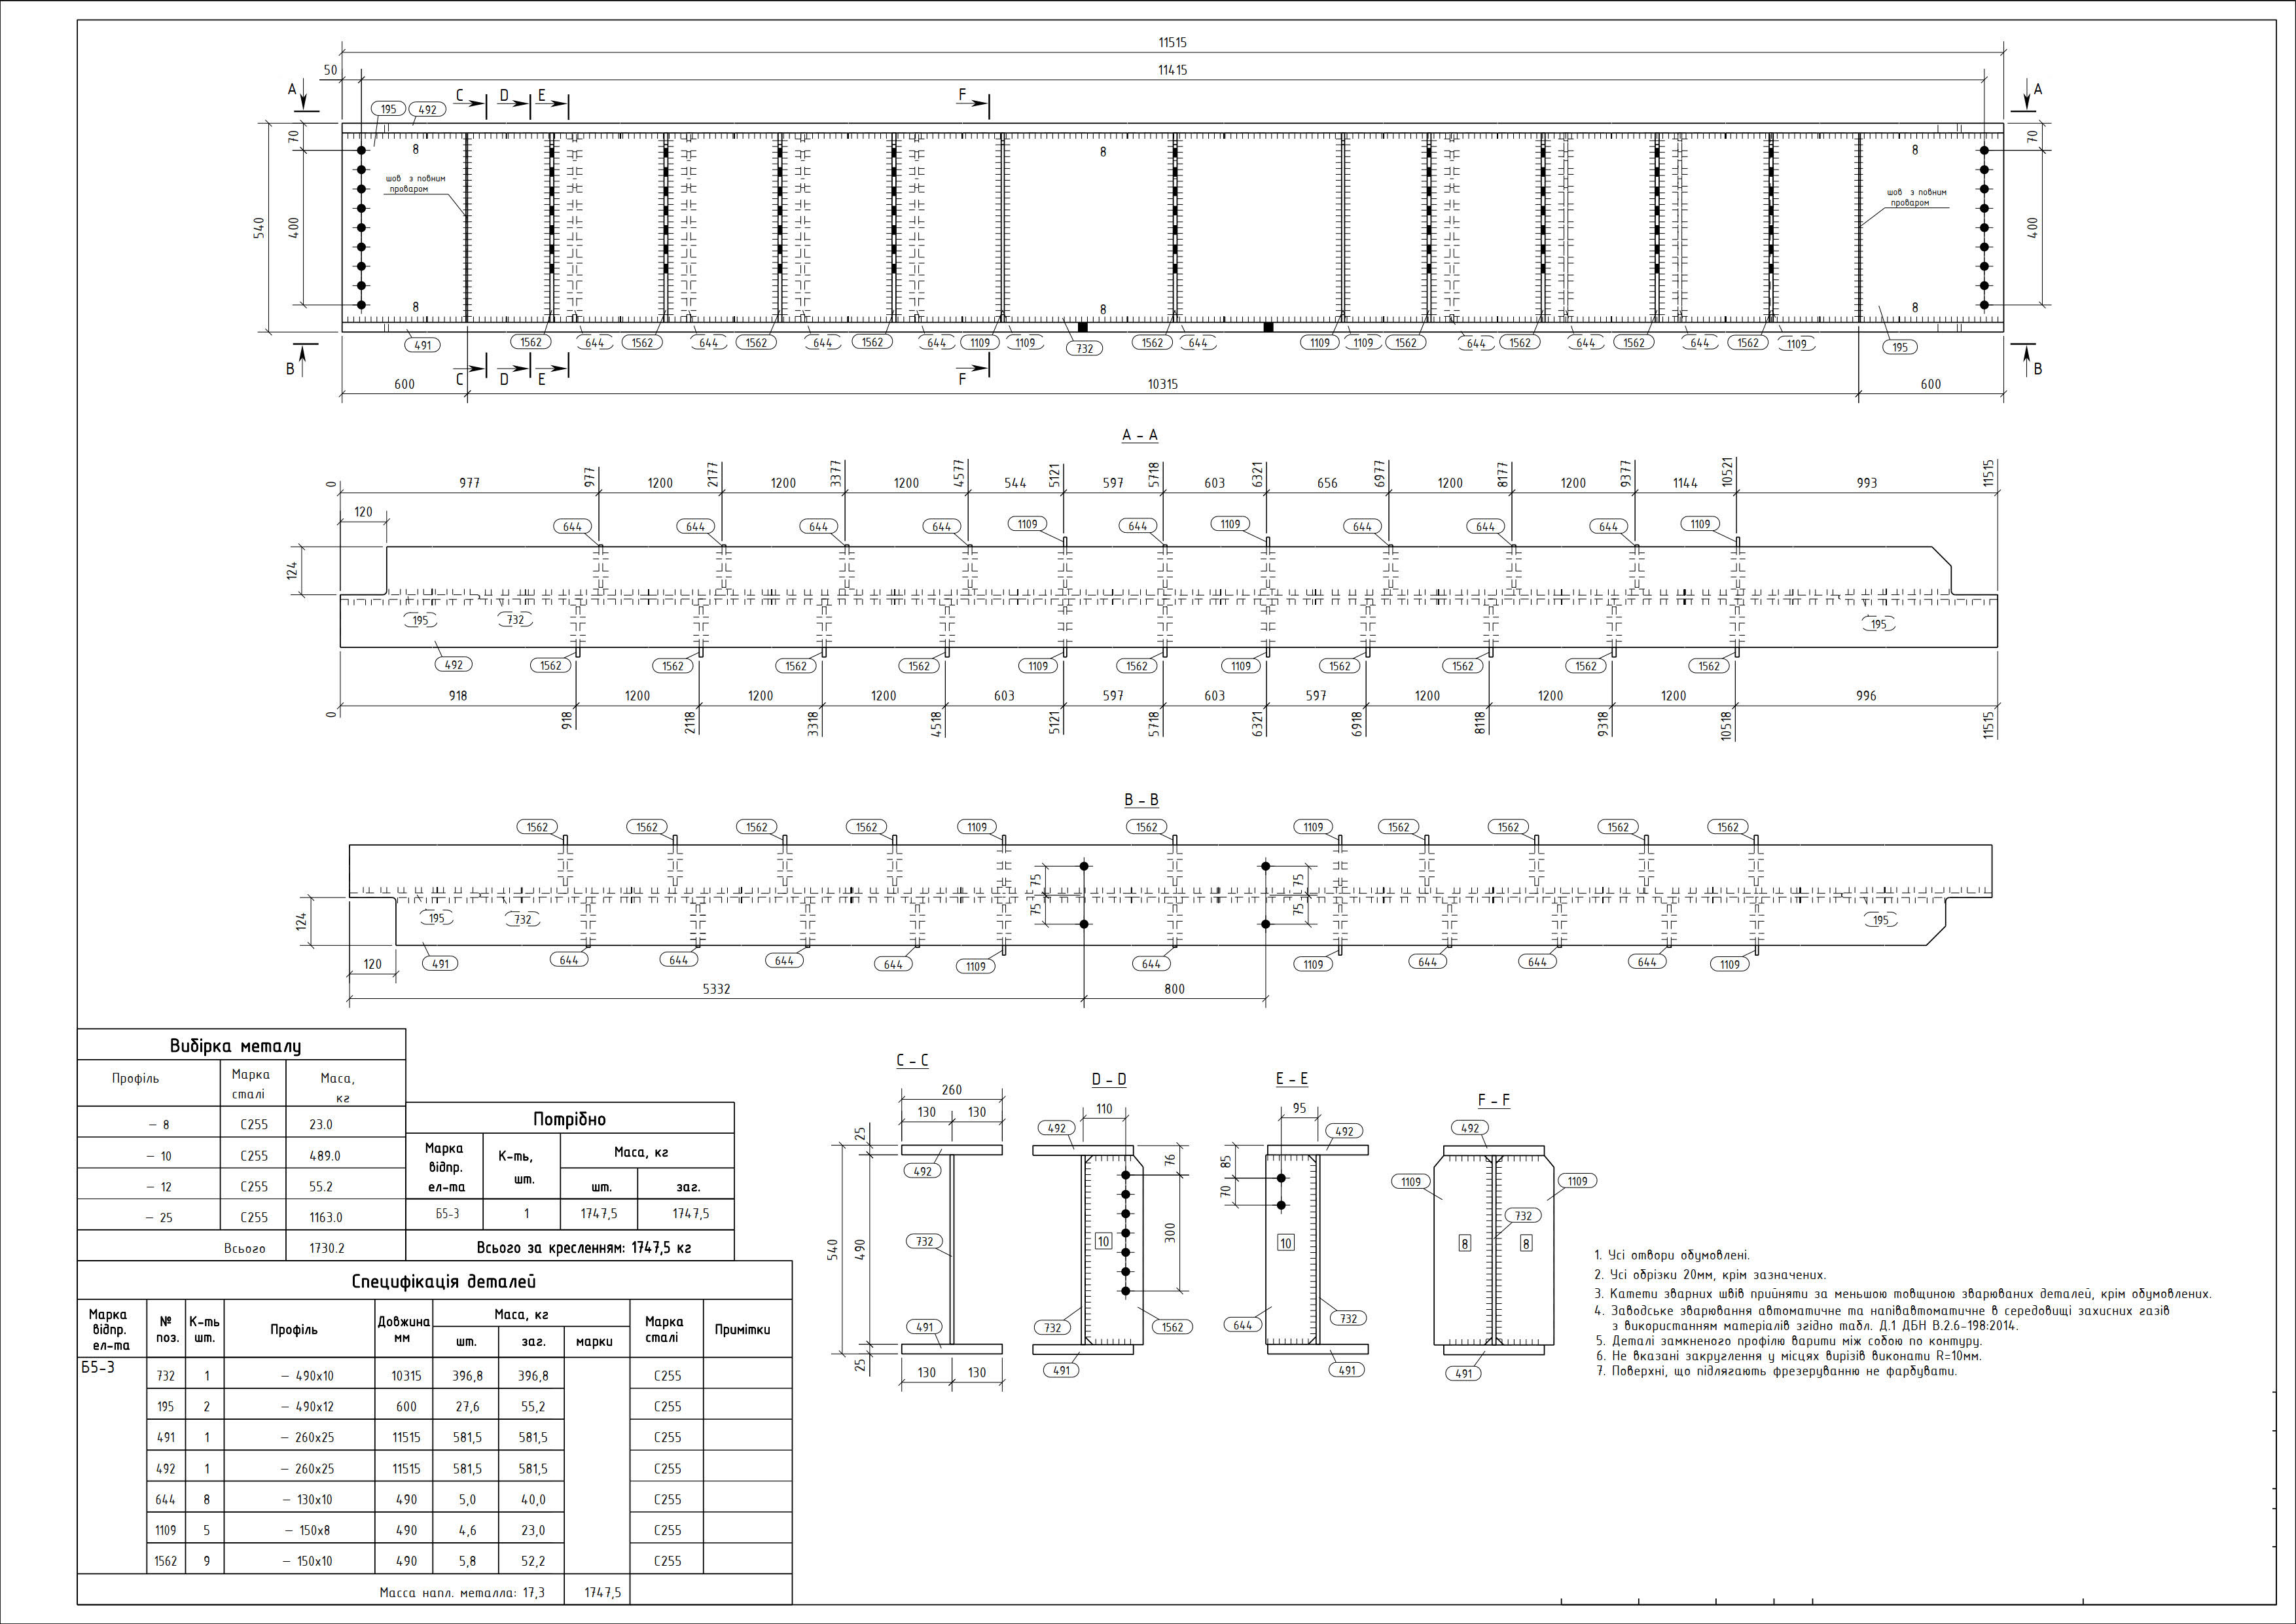 11515
50
11415
A
C
D
E
F
A
195
492
70
8
8
8
70
шов з повним
проваром
шов з повним
проваром
540
400
400
8
8
8
491
1562
644
1562
644
1562
644
1562
644
1109
1109
732
1562
644
1109
1109
1562
644
1562
644
1562
644
1562
1109
195
B
C
D
E
F
B
600
10315
600
A – A
0
977
977
1200
2177
1200
3377
1200
4577
544
5121
597
5718
603
6321
656
6977
1200
8177
1200
9377
1144
10521
993
11515
120
644
644
644
644
1109
644
1109
644
644
644
1109
124
195
732
195
492
1562
1562
1562
1562
1109
1562
1109
1562
1562
1562
1562
918
1200
1200
1200
603
597
603
597
1200
1200
1200
996
0
918
2118
3318
4518
5121
5718
6321
6918
8118
9318
10518
11515
B – B
1562
1562
1562
1562
1109
1562
1109
1562
1562
1562
1562
75
75
75
75
124
195
732
195
491
644
644
644
644
1109
644
1109
644
644
644
1109
120
5332
800
Вибірка металу
Профіль
Марка
сталі
Маса,
кг
– 8
С255
23.0
– 10
С255
489.0
– 12
С255
55.2
– 25
С255
1163.0
Всього
1730.2
Потрібно
Марка
відпр.
ел-та
К-ть,
шт.
Маса, кг
шт.
заг.
Б5-3
1
1747,5
1747,5
Всього за кресленням: 1747,5 кг
Специфікація деталей
Марка
відпр.
ел-та
№
поз.
К-ть
шт.
Профіль
Довжина
мм
Маса, кг
шт.
заг.
марки
Марка
сталі
Примітки
Б5-3
732 1 – 490х10 10315 396,8 396,8 С255
195 2 – 490х12 600 27,6 55,2 С255
491 1 – 260х25 11515 581,5 581,5 С255
492 1 – 260х25 11515 581,5 581,5 С255
644 8 – 130х10 490 5,0 40,0 С255
1109 5 – 150х8 490 4,6 23,0 С255
1562 9 – 150х10 490 5,8 52,2 С255
Масса напл. металла: 17,3 1747,5
C – C
260
130
130
25
492
540
490
732
491
25
130
130
D – D
110
492
76
10
300
732
1562
491
E – E
95
492
85
70
10
644
732
491
F – F
492
1109
1109
732
8
8
491
1. Усі отвори обумовлені.
2. Усі обрізки 20мм, крім зазначених.
3. Катети зварних швів прийняти за меньшою товщиною зварюваних деталей, крім обумовлених.
4. Заводське зварювання автоматичне та напівавтоматичне в середовищі захисних газів
з використанням матеріалів згідно табл. Д.1 ДБН В.2.6-198:2014.
5. Деталі замкненого профілю варити між собою по контуру.
6. Не вказані закруглення у місцях вирізів виконати R=10мм.
7. Поверхні, що підлягають фрезеруванню не фарбувати.